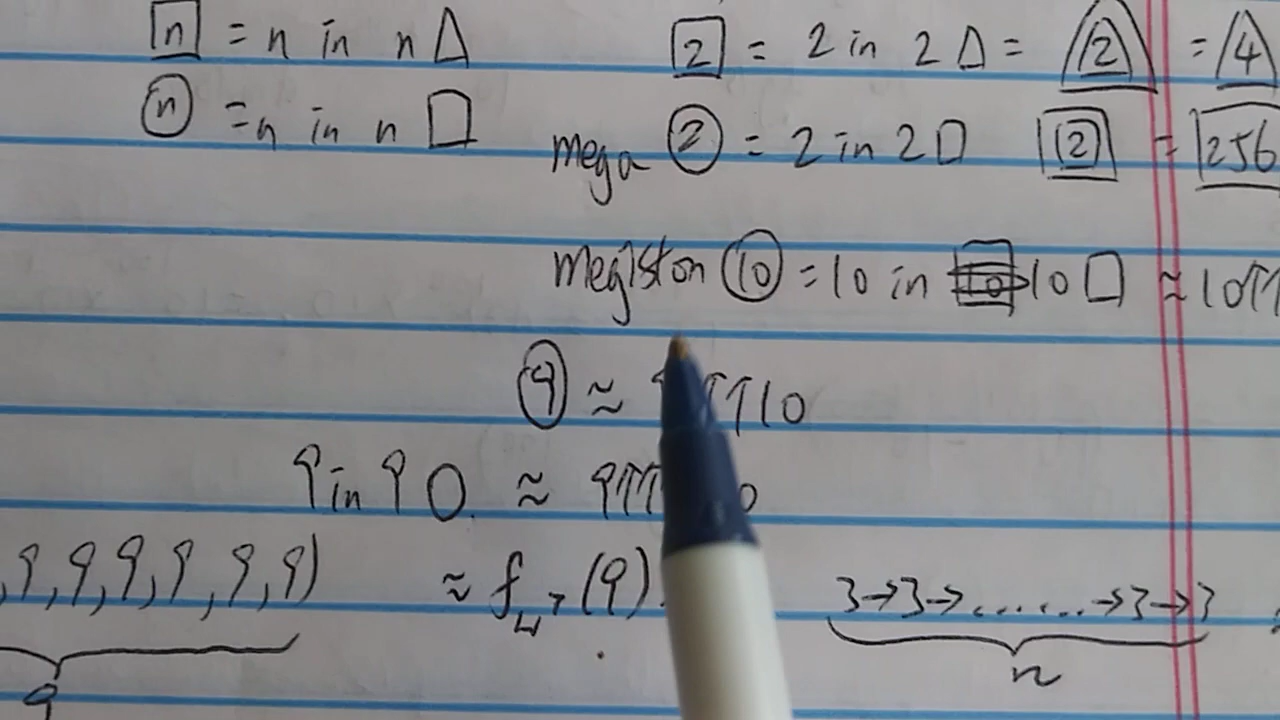 [n] = n in n △ [2] = 2 in 2 △ = (2) = 4
(n) = n in n □ mega (2) = 2 in 2 □ [2] = 256
megiston (10) = 10 in 10 □ ≈ 10↑↑
(9) ≈ ↑↑10
9 in 9 ○ ≈ 9↑↑
,9,9,9,9,9,9) ≈ f (9) 3→3→......→3→3
9 n